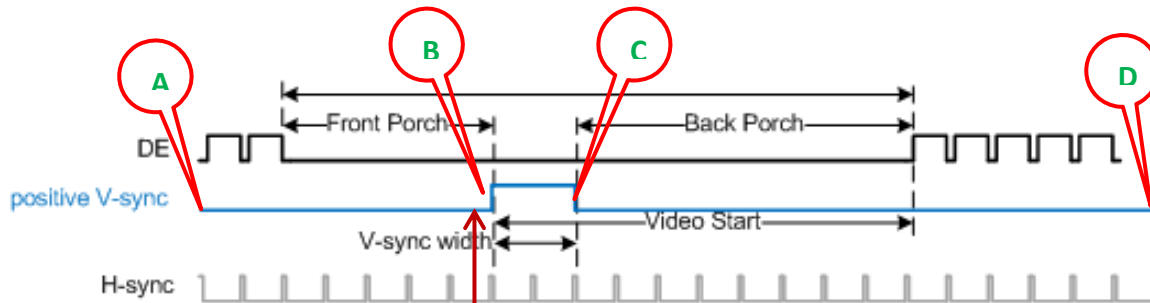 A
B
C
D
Front Porch
Back Porch
DE
positive V-sync
Video Start
V-sync width
H-sync